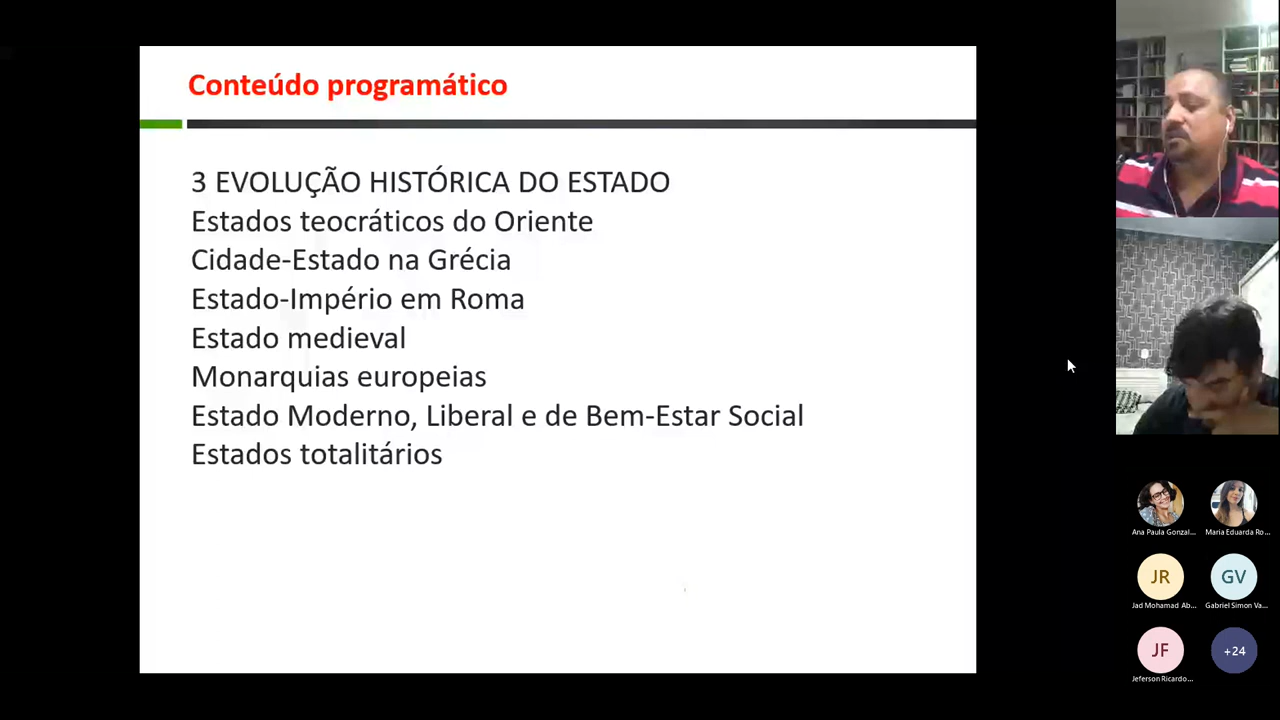 Conteúdo programático
3 EVOLUÇÃO HISTÓRICA DO ESTADO
Estados teocráticos do Oriente
Cidade-Estado na Grécia
Estado-Império em Roma
Estado medieval
Monarquias europeias
Estado Moderno, Liberal e de Bem-Estar Social
Estados totalitários
Ana Paula Gonzal...
Maria Eduarda Ro...
JR
GV
Jad Mohamad Ab...
Gabriel Simon Va...
JF
+24
Jeferson Ricardo...